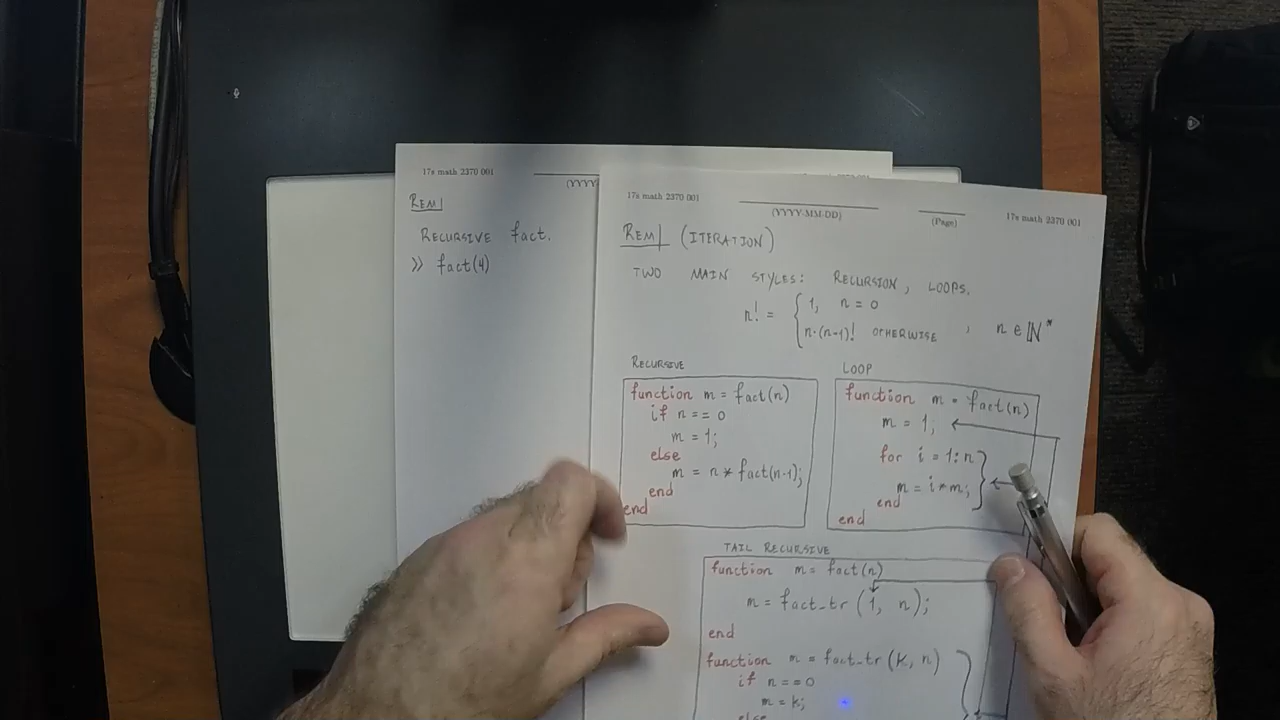 17s math 2370 001
(YYYY
REM
RECURSIVE fact.
>> fact(4)
17s math 2370 001
(YYYY-MM-DD)
(Page)
17s math 2370 001
REM (ITERATION)
TWO MAIN STYLES: RECURSION, LOOPS.
n! = { 1, n = 0
n·(n-1)! OTHERWISE , n ∈ ℕ*
RECURSIVE
function m = fact(n)
if n == 0
m = 1;
else
m = n * fact(n-1);
end
end
LOOP
function m = fact(n)
m = 1;
for i = 1:n
m = i*m;
end
end
TAIL RECURSIVE
function m = fact(n)
m = fact_tr(1, n);
end
function m = fact_tr(k, n)
if n == 0
m = k;
else